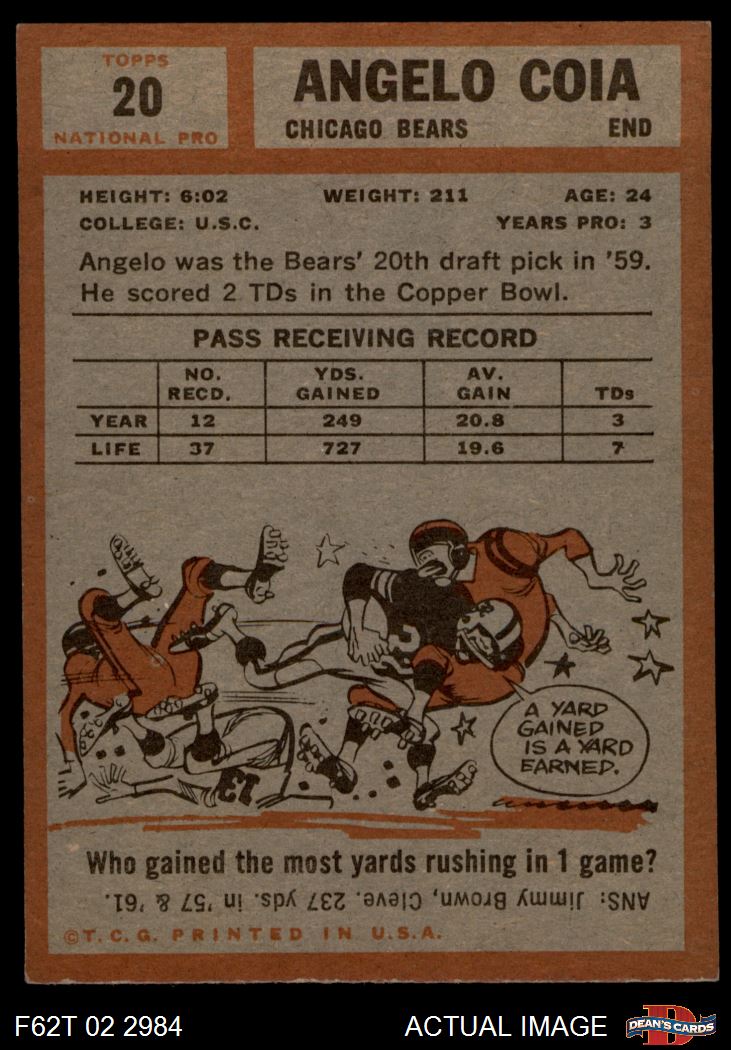 TOPPS
20
NATIONAL PRO
ANGELO COIA
CHICAGO BEARS END
HEIGHT: 6:02 WEIGHT: 211 AGE: 24
COLLEGE: U.S.C. YEARS PRO: 3
Angelo was the Bears' 20th draft pick in '59.
He scored 2 TDs in the Copper Bowl.
PASS RECEIVING RECORD
NO. RECD. YDS. GAINED AV. GAIN TDs
YEAR 12 249 20.8 3
LIFE 37 727 19.6 7
A YARD
GAINED
IS A YARD
EARNED.
13
Who gained the most yards rushing in 1 game?
ANS: Jimmy Brown, Cleve. 237 yds. in '57 & '61.
©T.C.G. PRINTED IN U.S.A.
F62T 02 2984 ACTUAL IMAGE DEAN'S CARDS